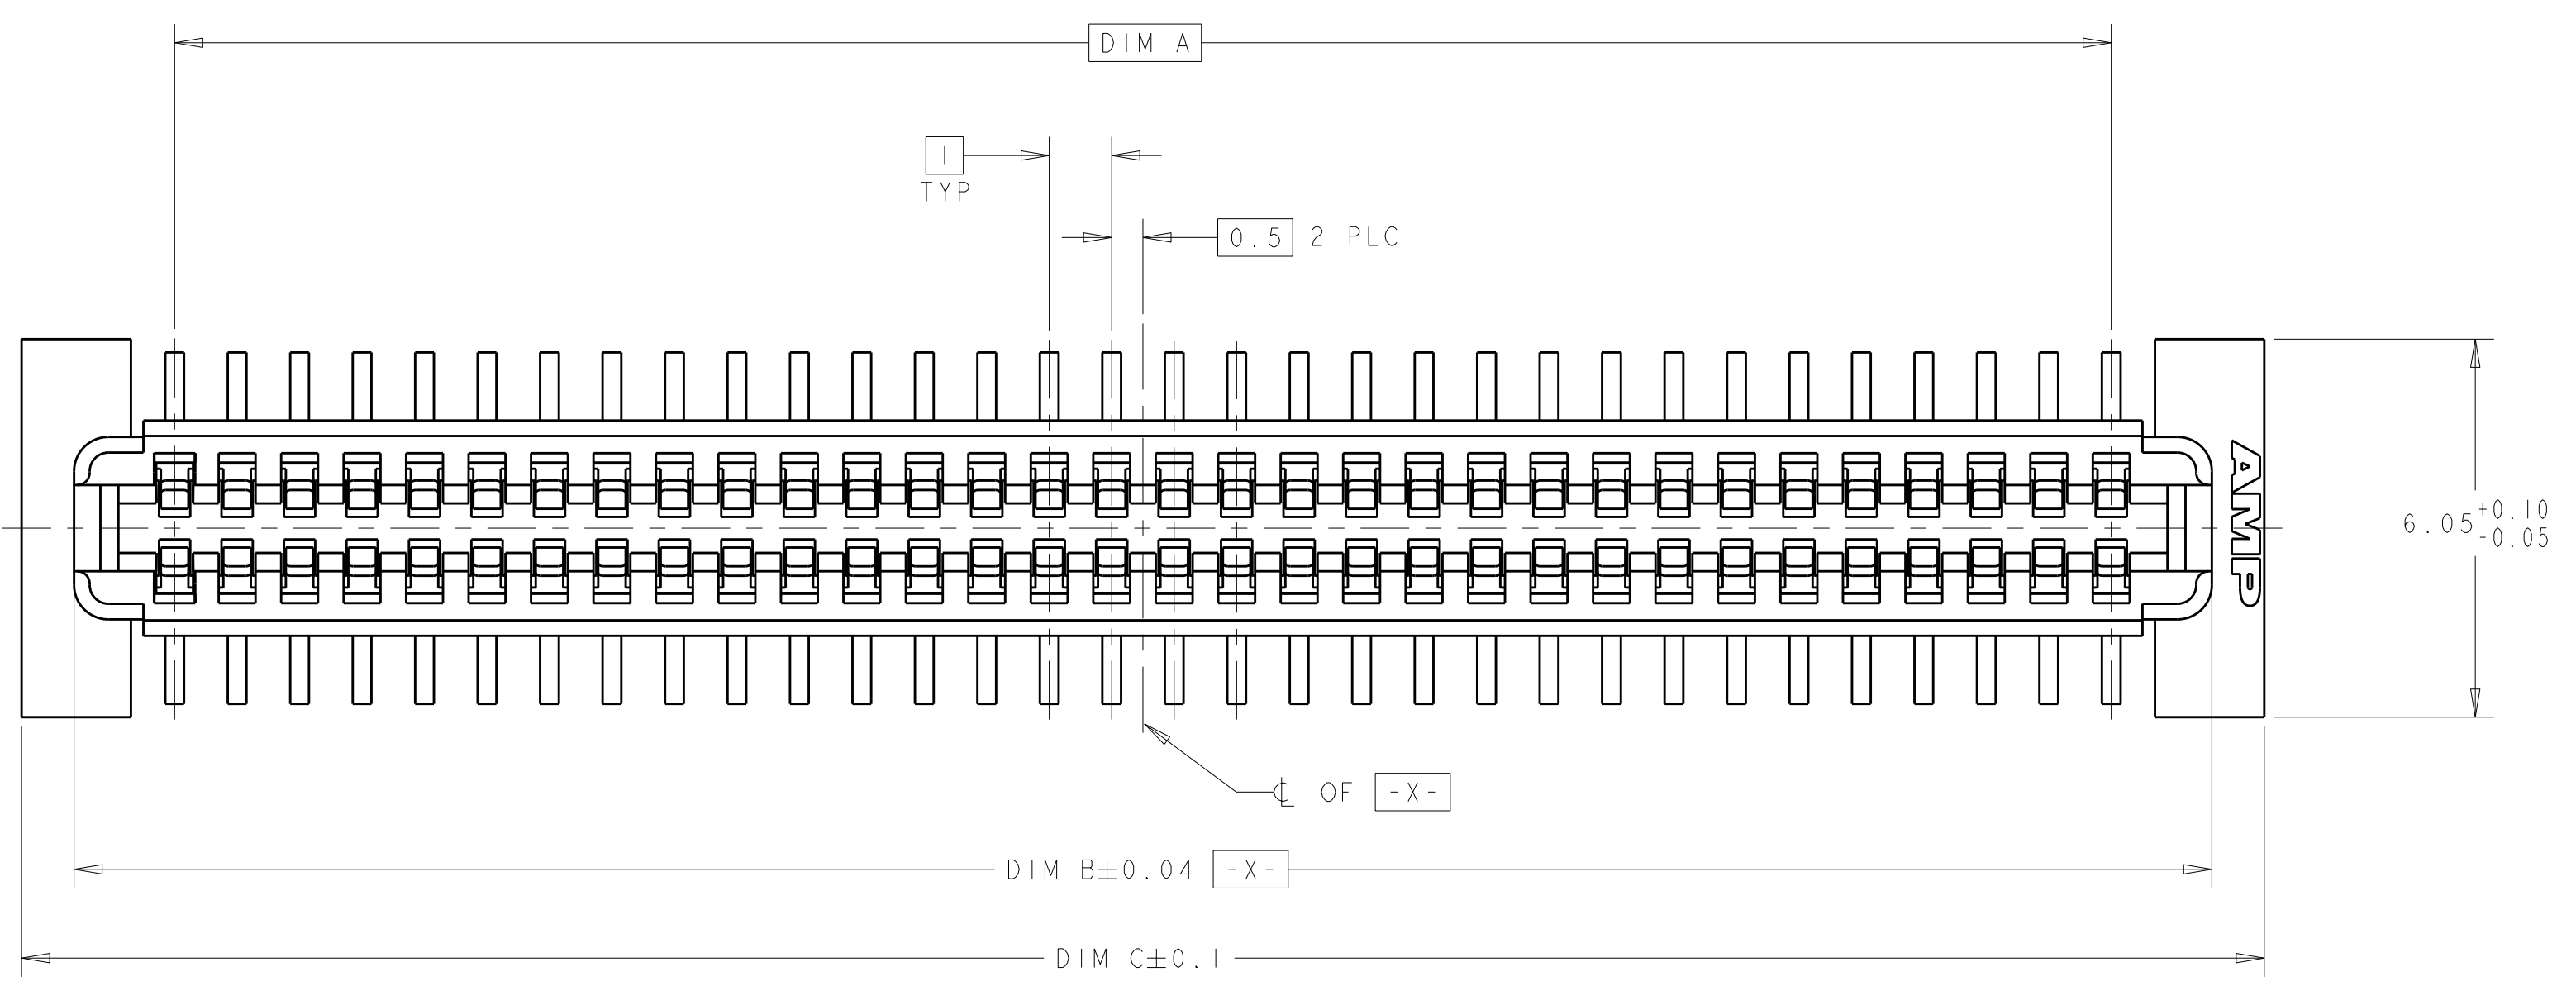 DIM A
1
TYP
0.5 2 PLC
AMP
6.05 +0.10
-0.05
℄ OF -X-
DIM B±0.04 -X-
DIM C±0.1